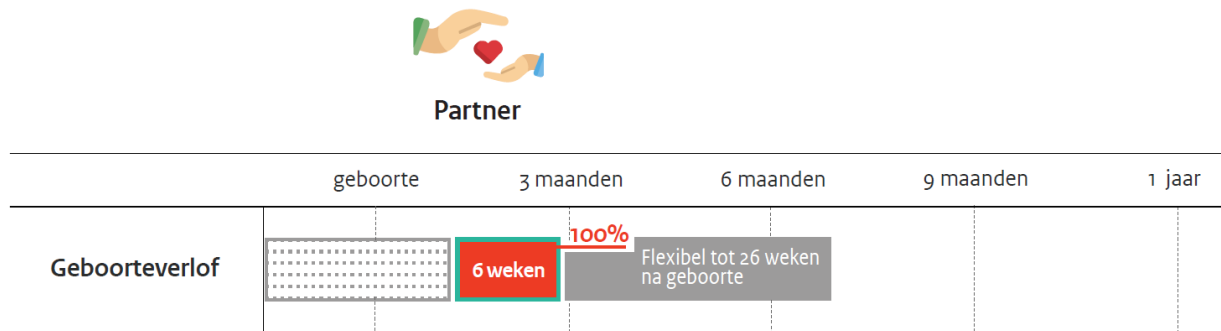 Partner
geboorte 3 maanden 6 maanden 9 maanden 1 jaar
100%
Geboorteverlof
6 weken
Flexibel tot 26 weken
na geboorte